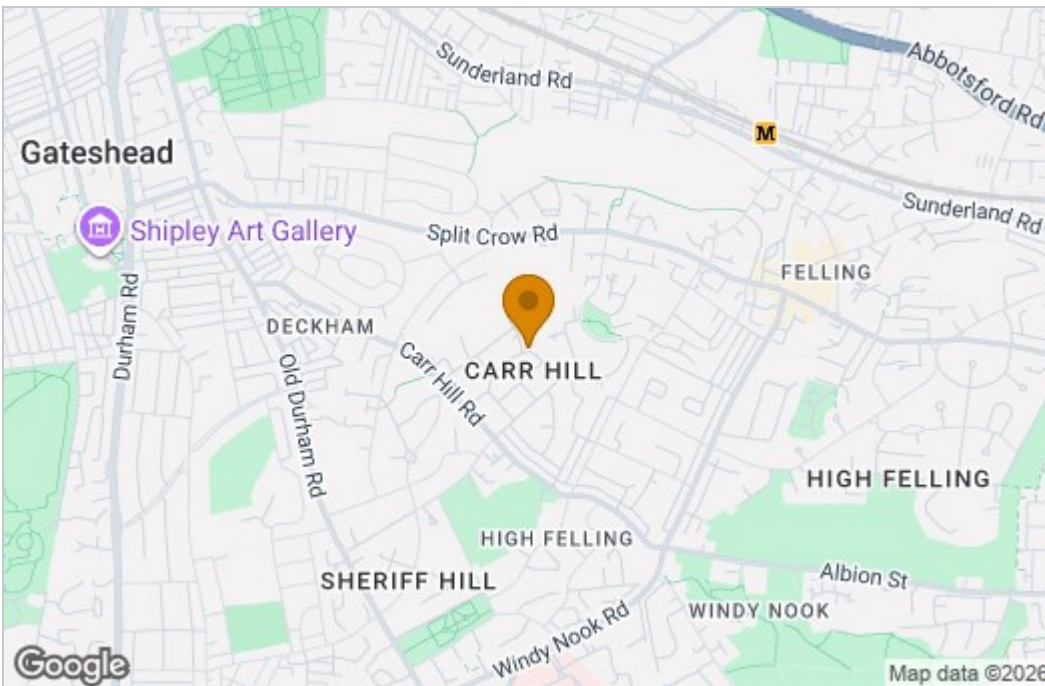 Abbotsford Rd
Sunderland Rd
M
Gateshead
Sunderland Rd
Shipley Art Gallery
Split Crow Rd
FELLING
DECKHAM
Durham Rd
Carr Hill Rd
CARR HILL
Old Durham Rd
HIGH FELLING
HIGH FELLING
SHERIFF HILL
Albion St
WINDY NOOK
Windy Nook Rd
Google
Map data ©2026